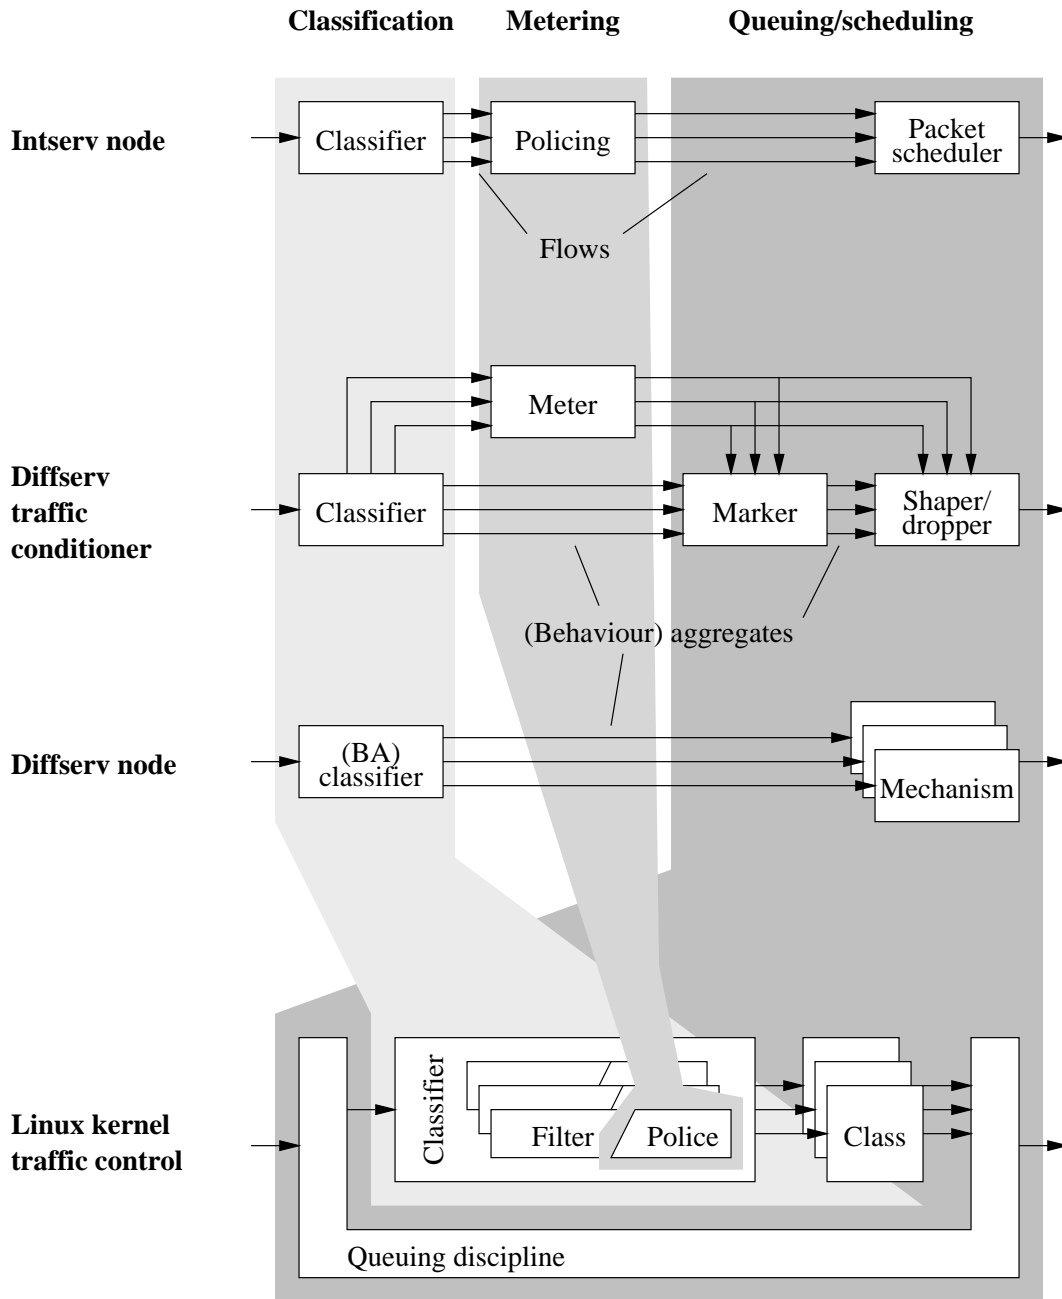 Classification Metering Queuing/scheduling
Intserv node
Classifier
Policing
Packet
scheduler
Flows
Meter
Diffserv
traffic
conditioner
Classifier
Marker
Shaper/
dropper
(Behaviour) aggregates
Diffserv node
(BA)
classifier
Mechanism
Linux kernel
traffic control
Classifier
Filter
Police
Class
Queuing discipline